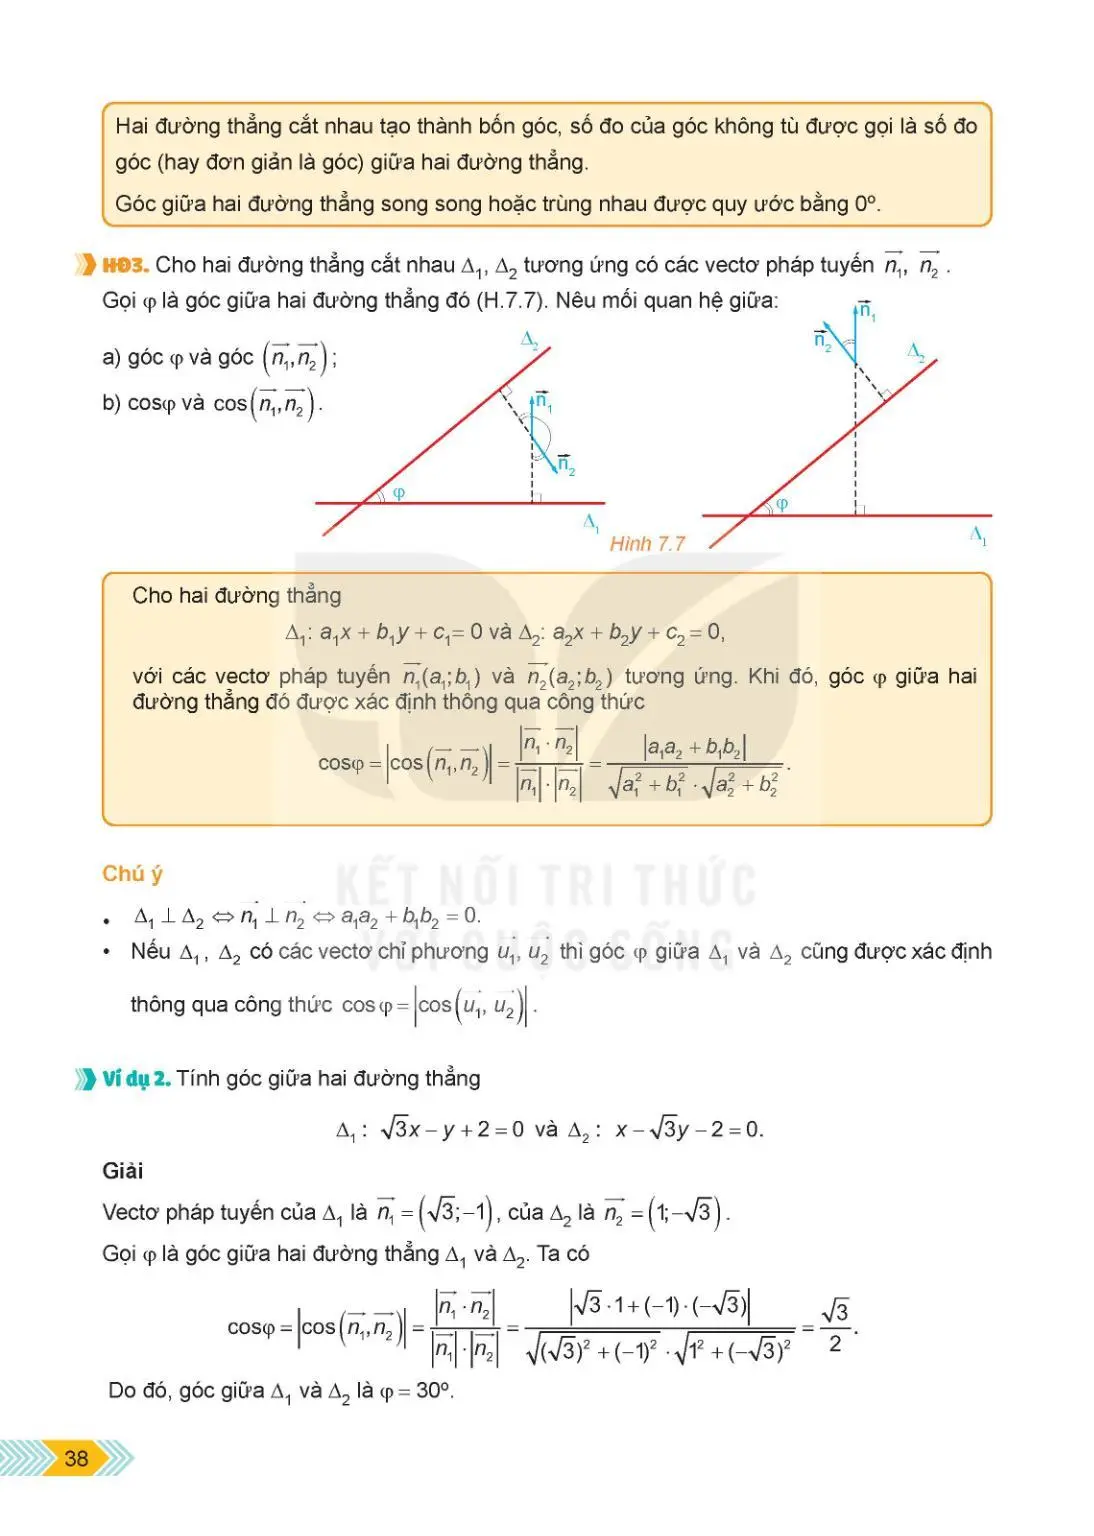 Hai đường thẳng cắt nhau tạo thành bốn góc, số đo của góc không tù được gọi là số đo
góc (hay đơn giản là góc) giữa hai đường thẳng.
Góc giữa hai đường thẳng song song hoặc trùng nhau được quy ước bằng 0º.
HĐ3. Cho hai đường thẳng cắt nhau Δ₁, Δ₂ tương ứng có các vectơ pháp tuyến n₁→, n₂→ .
Gọi φ là góc giữa hai đường thẳng đó (H.7.7). Nêu mối quan hệ giữa:
a) góc φ và góc (n₁→,n₂→);
b) cosφ và cos(n₁→,n₂→).
Δ₂
n₁→
n₂→
φ
Δ₁
n₁→
n₂→
Δ₂
φ
Δ₁
Hình 7.7
Cho hai đường thẳng
Δ₁: a₁x + b₁y + c₁= 0 và Δ₂: a₂x + b₂y + c₂ = 0,
với các vectơ pháp tuyến n₁→(a₁;b₁) và n₂→(a₂;b₂) tương ứng. Khi đó, góc φ giữa hai
đường thẳng đó được xác định thông qua công thức
cosφ = |cos(n₁→,n₂→)| = |n₁→ · n₂→| / |n₁→|·|n₂→| = |a₁a₂ + b₁b₂| / √(a₁² + b₁²) · √(a₂² + b₂²).
KẾT NỐI TRI THỨC
VỚI CUỘC SỐNG
Chú ý
• Δ₁ ⊥ Δ₂ ⇔ n₁→ ⊥ n₂→ ⇔ a₁a₂ + b₁b₂ = 0.
• Nếu Δ₁, Δ₂ có các vectơ chỉ phương u₁→, u₂→ thì góc φ giữa Δ₁ và Δ₂ cũng được xác định
thông qua công thức cos φ = |cos(u₁→, u₂→)|.
Ví dụ 2. Tính góc giữa hai đường thẳng
Δ₁ : √3x – y + 2 = 0 và Δ₂ : x – √3y – 2 = 0.
Giải
Vectơ pháp tuyến của Δ₁ là n₁→ = (√3;–1), của Δ₂ là n₂→ = (1;–√3).
Gọi φ là góc giữa hai đường thẳng Δ₁ và Δ₂. Ta có
cosφ = |cos(n₁→,n₂→)| = |n₁→ · n₂→| / |n₁→|·|n₂→| = |√3 · 1 + (–1) · (–√3)| / √((√3)² + (–1)²) · √(1² + (–√3)²) = √3 / 2.
Do đó, góc giữa Δ₁ và Δ₂ là φ = 30º.
38